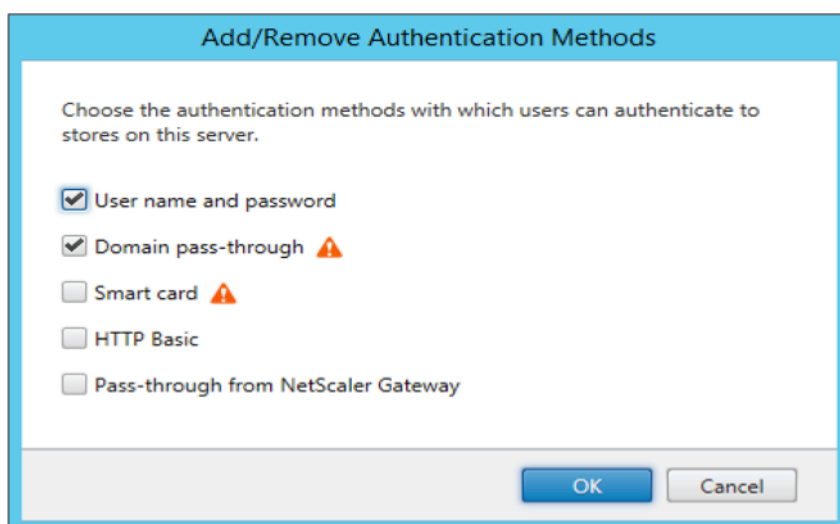 Add/Remove Authentication Methods
Choose the authentication methods with which users can authenticate to
stores on this server.
User name and password
Domain pass-through
Smart card
HTTP Basic
Pass-through from NetScaler Gateway
OK
Cancel